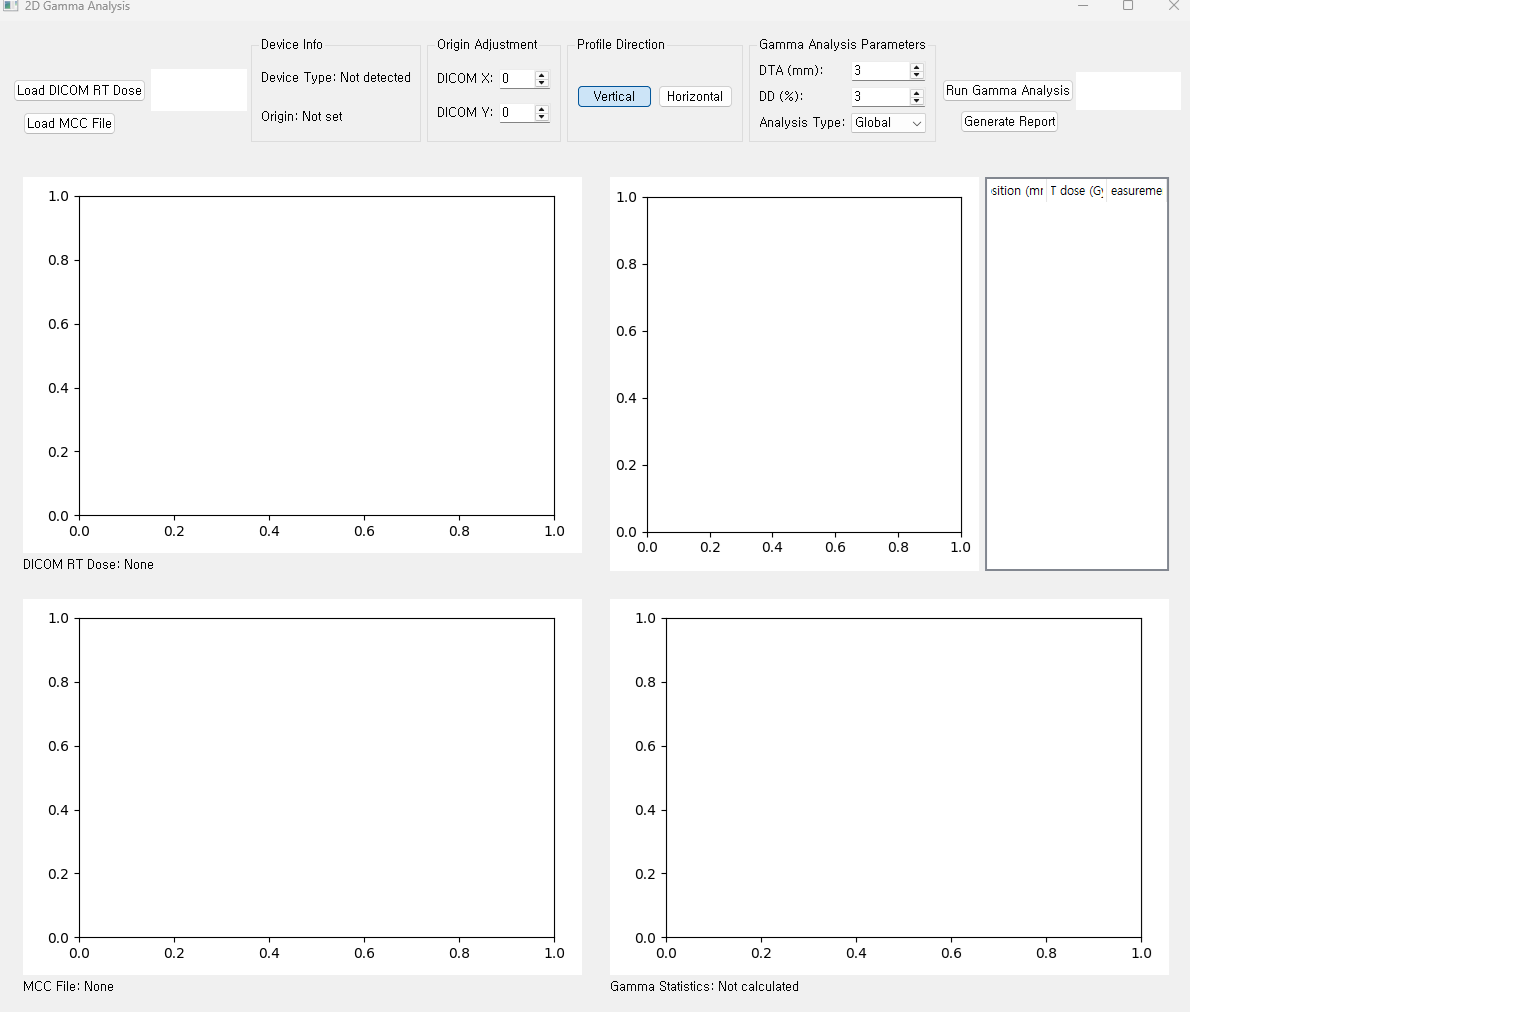 2D Gamma Analysis
Load DICOM RT Dose
Load MCC File
Device Info
Device Type: Not detected
Origin: Not set
Origin Adjustment
DICOM X: 0
DICOM Y: 0
Profile Direction
Vertical Horizontal
Gamma Analysis Parameters
DTA (mm): 3
DD (%): 3
Analysis Type: Global
Run Gamma Analysis
Generate Report
1.0
0.8
0.6
0.4
0.2
0.0
0.0 0.2 0.4 0.6 0.8 1.0
DICOM RT Dose: None
1.0
0.8
0.6
0.4
0.2
0.0
0.0 0.2 0.4 0.6 0.8 1.0
sition (mr T dose (Gy easureme
1.0
0.8
0.6
0.4
0.2
0.0
0.0 0.2 0.4 0.6 0.8 1.0
MCC File: None
1.0
0.8
0.6
0.4
0.2
0.0
0.0 0.2 0.4 0.6 0.8 1.0
Gamma Statistics: Not calculated